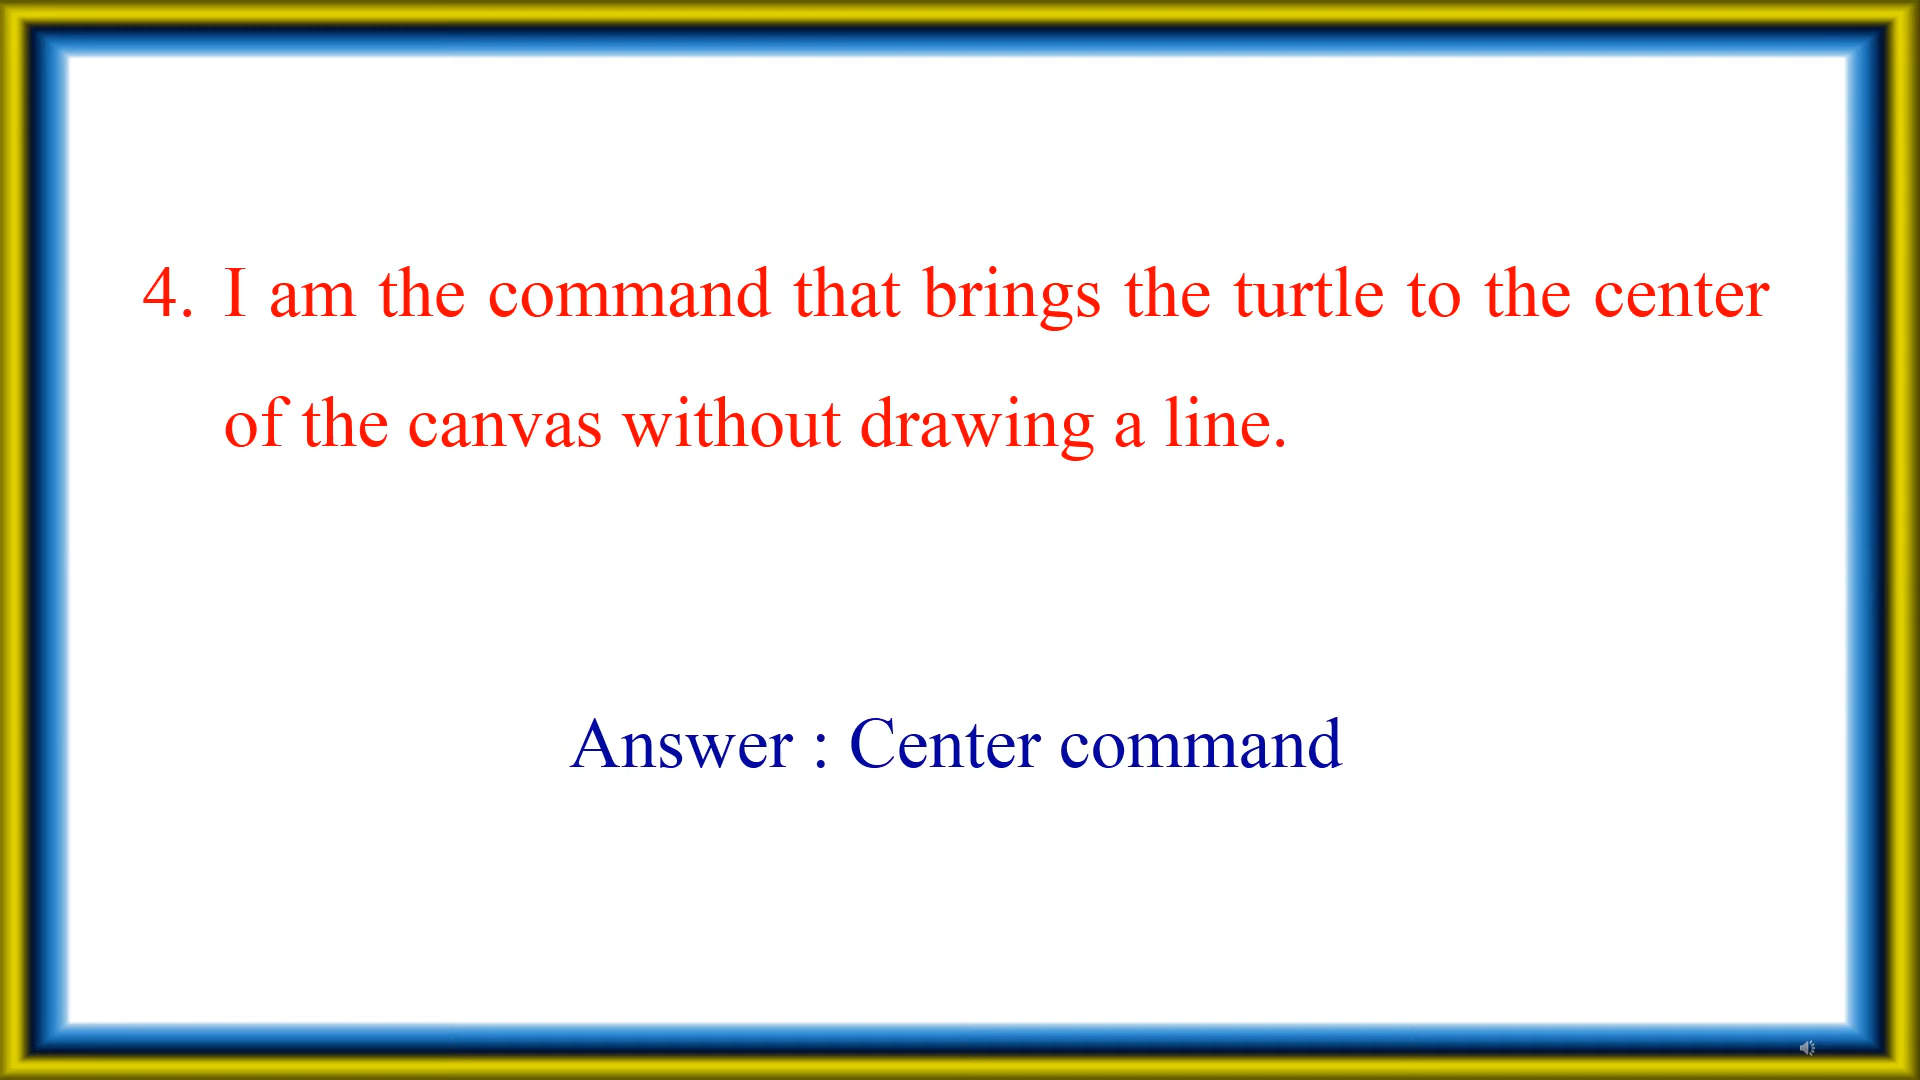 4. I am the command that brings the turtle to the center
of the canvas without drawing a line.
Answer : Center command